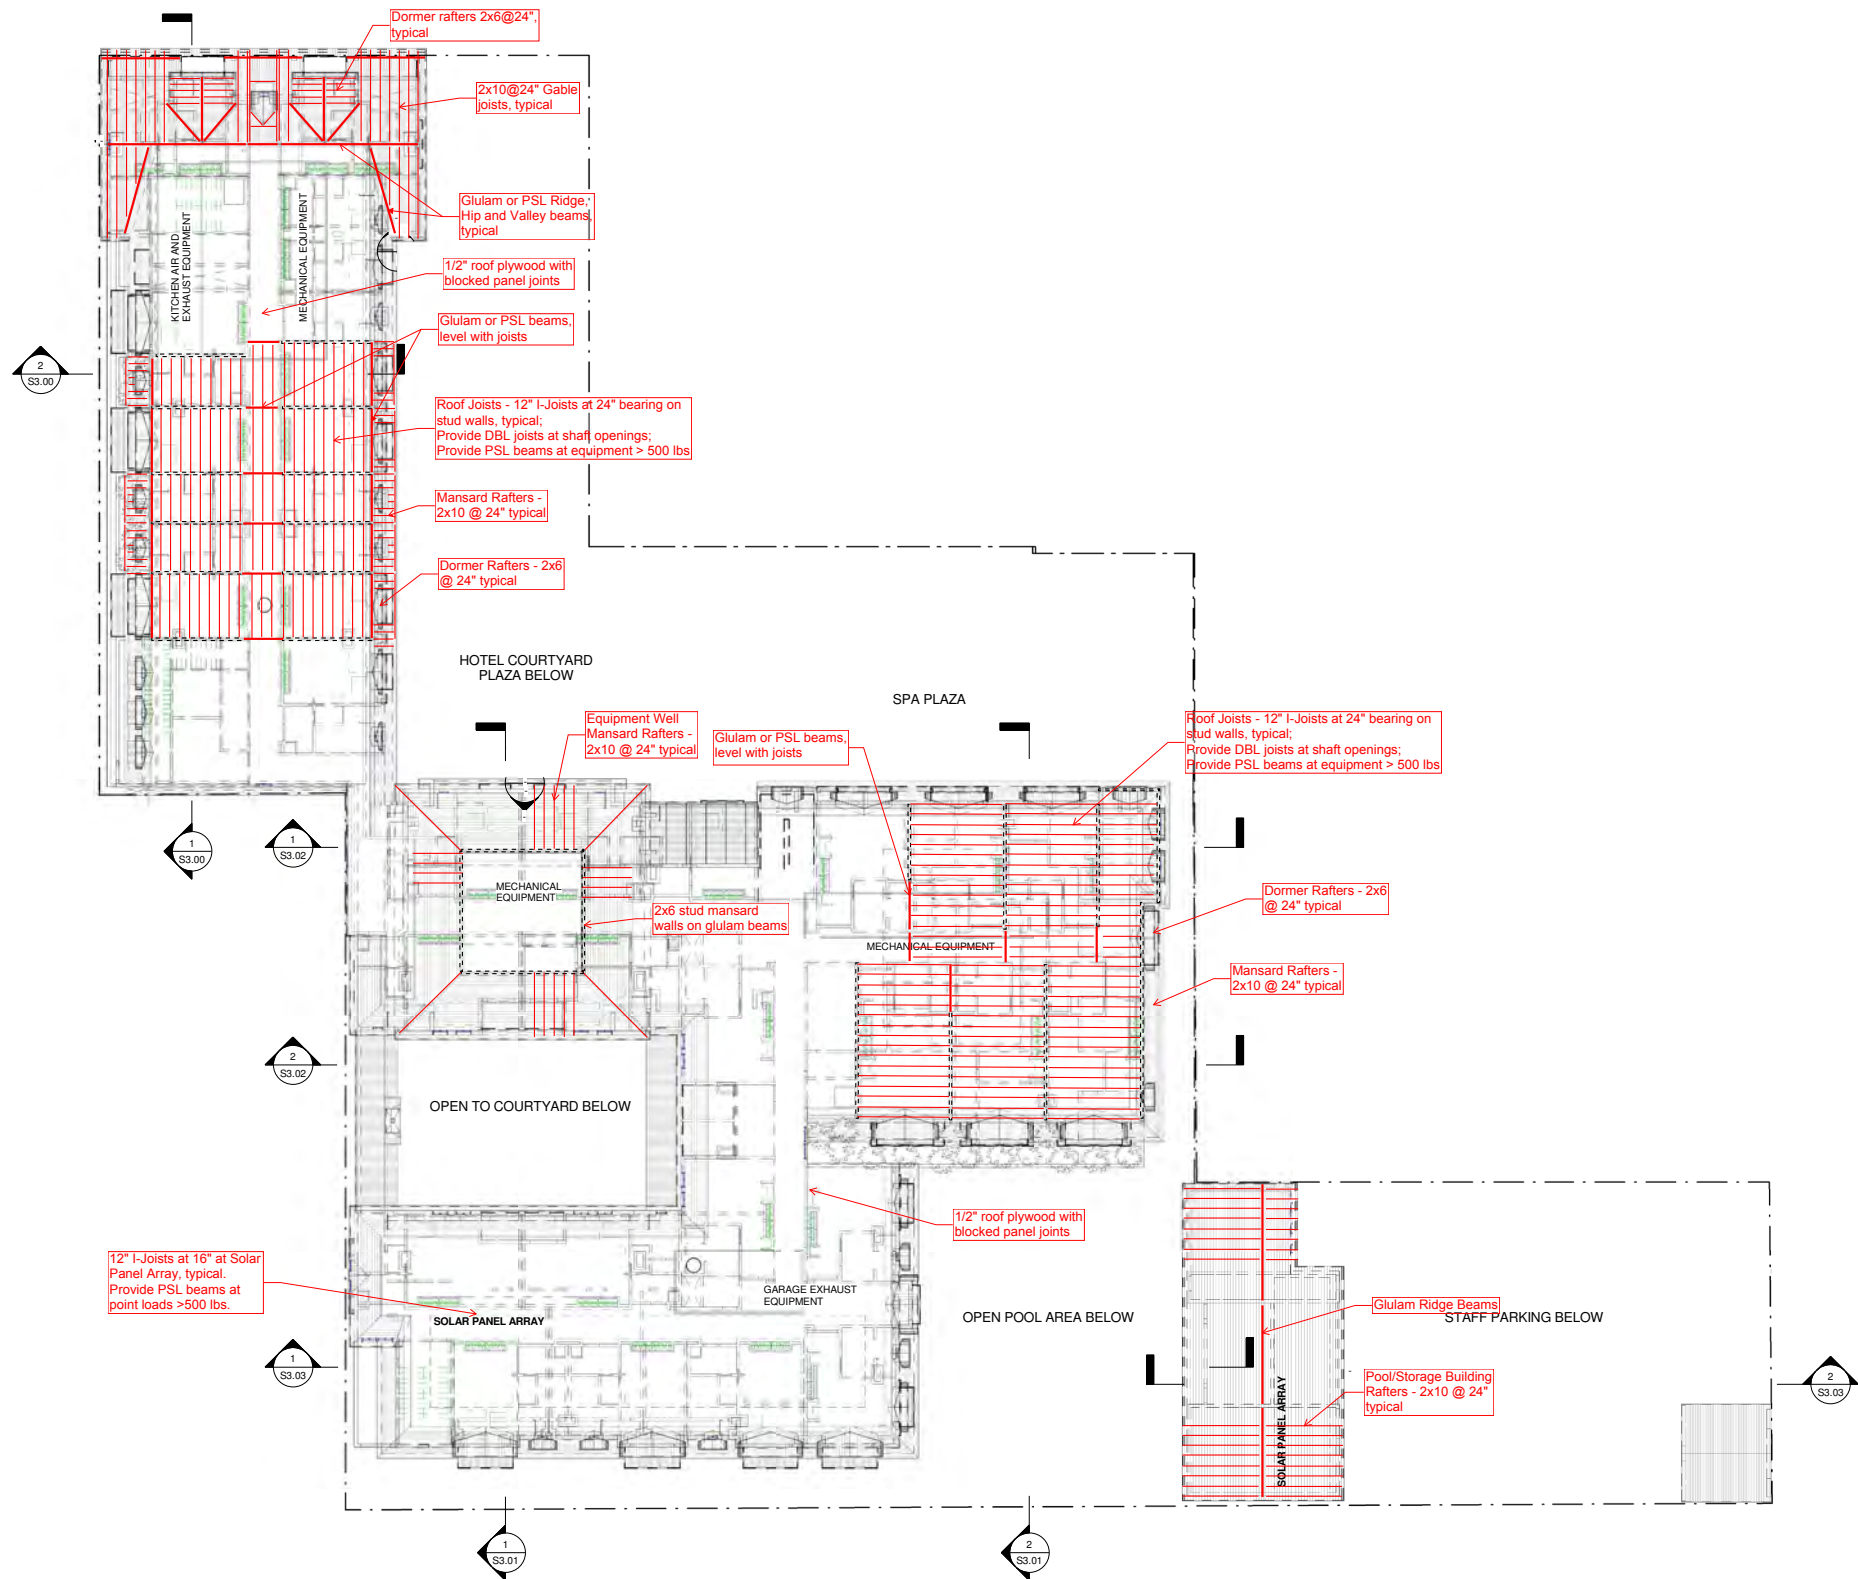 Dormer rafters 2x6@24",
typical
2x10@24" Gable
joists, typical
Glulam or PSL Ridge,
Hip and Valley beams,
typical
KITCHEN AIR AND
EXHAUST EQUIPMENT
MECHANICAL EQUIPMENT
1/2" roof plywood with
blocked panel joints
Glulam or PSL beams,
level with joists
2
S3.00
Roof Joists - 12" I-Joists at 24" bearing on
stud walls, typical;
Provide DBL joists at shaft openings;
Provide PSL beams at equipment > 500 lbs
Mansard Rafters -
2x10 @ 24" typical
Dormer Rafters - 2x6
@ 24" typical
HOTEL COURTYARD
PLAZA BELOW
SPA PLAZA
Equipment Well
Mansard Rafters -
2x10 @ 24" typical
Glulam or PSL beams,
level with joists
Roof Joists - 12" I-Joists at 24" bearing on
stud walls, typical;
Provide DBL joists at shaft openings;
Provide PSL beams at equipment > 500 lbs
1
S3.00
1
S3.02
MECHANICAL
EQUIPMENT
2x6 stud mansard
walls on glulam beams
MECHANICAL EQUIPMENT
Dormer Rafters - 2x6
@ 24" typical
Mansard Rafters -
2x10 @ 24" typical
2
S3.02
OPEN TO COURTYARD BELOW
1/2" roof plywood with
blocked panel joints
12" I-Joists at 16" at Solar
Panel Array, typical.
Provide PSL beams at
point loads >500 lbs.
SOLAR PANEL ARRAY
GARAGE EXHAUST
EQUIPMENT
OPEN POOL AREA BELOW
Glulam Ridge Beams
STAFF PARKING BELOW
1
S3.03
Pool/Storage Building
Rafters - 2x10 @ 24"
typical
SOLAR PANEL ARRAY
2
S3.03
1
S3.01
2
S3.01